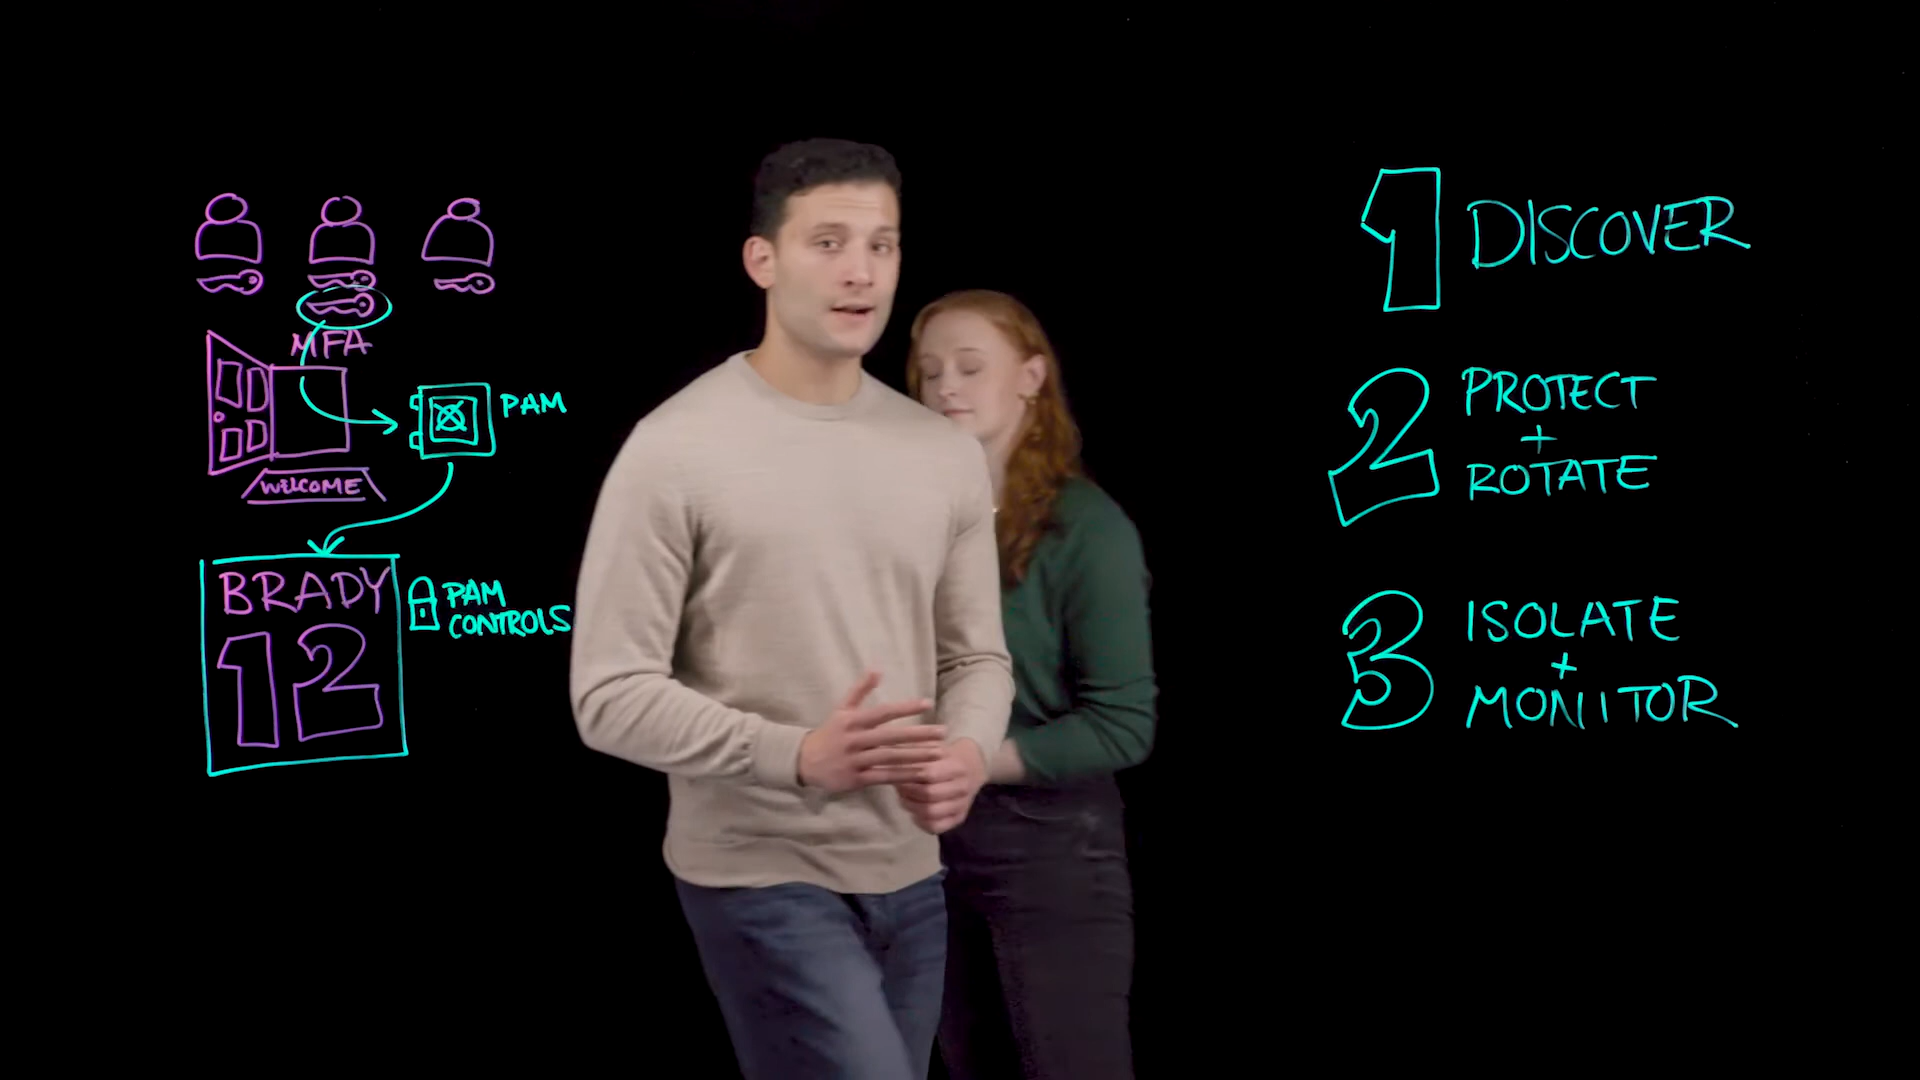 MFA
PAM
WELCOME
BRADY
12
PAM
CONTROLS
1 DISCOVER
2 PROTECT
+
ROTATE
3 ISOLATE
+
MONITOR